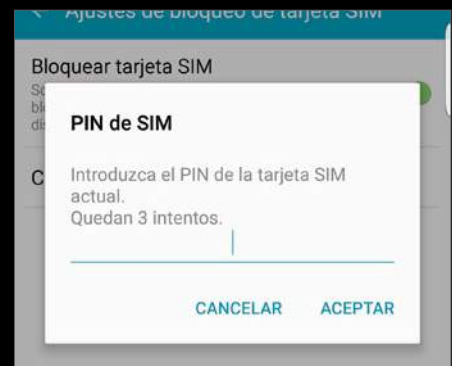 Ajustes de bloqueo de tarjeta SIM
Bloquear tarjeta SIM
PIN de SIM
Introduzca el PIN de la tarjeta SIM
actual.
Quedan 3 intentos.
CANCELAR ACEPTAR